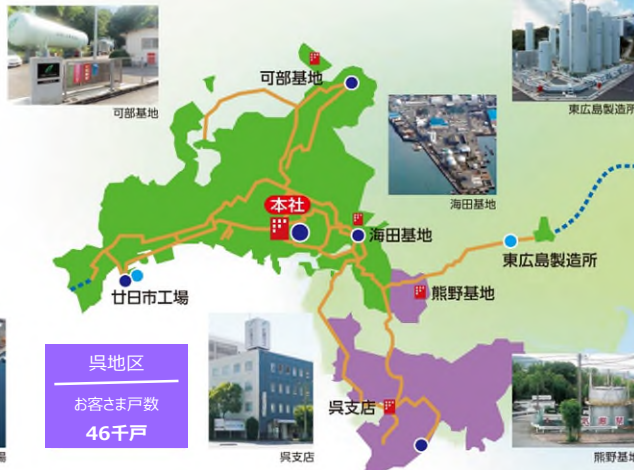 可部基地
可部基地
東広島製造所
海田基地
本社
海田基地
東広島製造所
廿日市工場
熊野基地
呉地区
お客さま戸数
46千戸
呉支店
呉支店
熊野基地
場